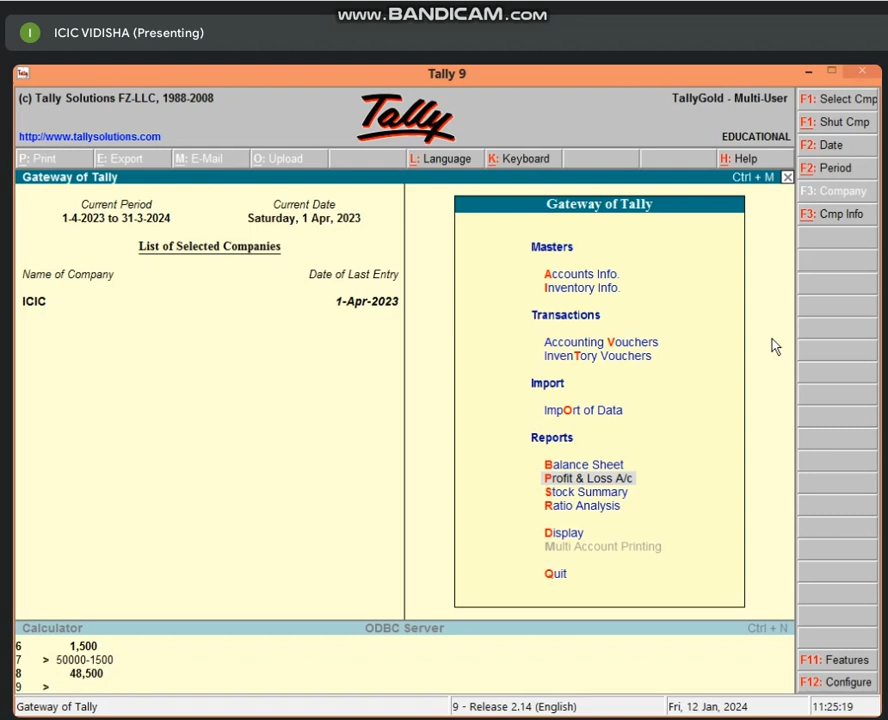 www.BANDICAM.com
I ICIC VIDISHA (Presenting)
Tally Tally 9
(c) Tally Solutions FZ-LLC, 1988-2008
Tally
TallyGold - Multi-User
http://www.tallysolutions.com
EDUCATIONAL
P: Print E: Export M: E-Mail O: Upload L: Language K: Keyboard H: Help
Gateway of Tally Ctrl + M
Current Period Current Date
1-4-2023 to 31-3-2024 Saturday, 1 Apr, 2023
List of Selected Companies
Name of Company Date of Last Entry
ICIC 1-Apr-2023
Gateway of Tally
Masters
Accounts Info.
Inventory Info.
Transactions
Accounting Vouchers
InvenTory Vouchers
Import
ImpOrt of Data
Reports
Balance Sheet
Profit & Loss A/c
Stock Summary
Ratio Analysis
Display
Multi Account Printing
Quit
F1: Select Cmp
F1: Shut Cmp
F2: Date
F2: Period
F3: Company
F3: Cmp Info
F11: Features
F12: Configure
Calculator ODBC Server Ctrl + N
6 1,500
7 > 50000-1500
8 48,500
9 >
Gateway of Tally 9 - Release 2.14 (English) Fri, 12 Jan, 2024 11:25:19